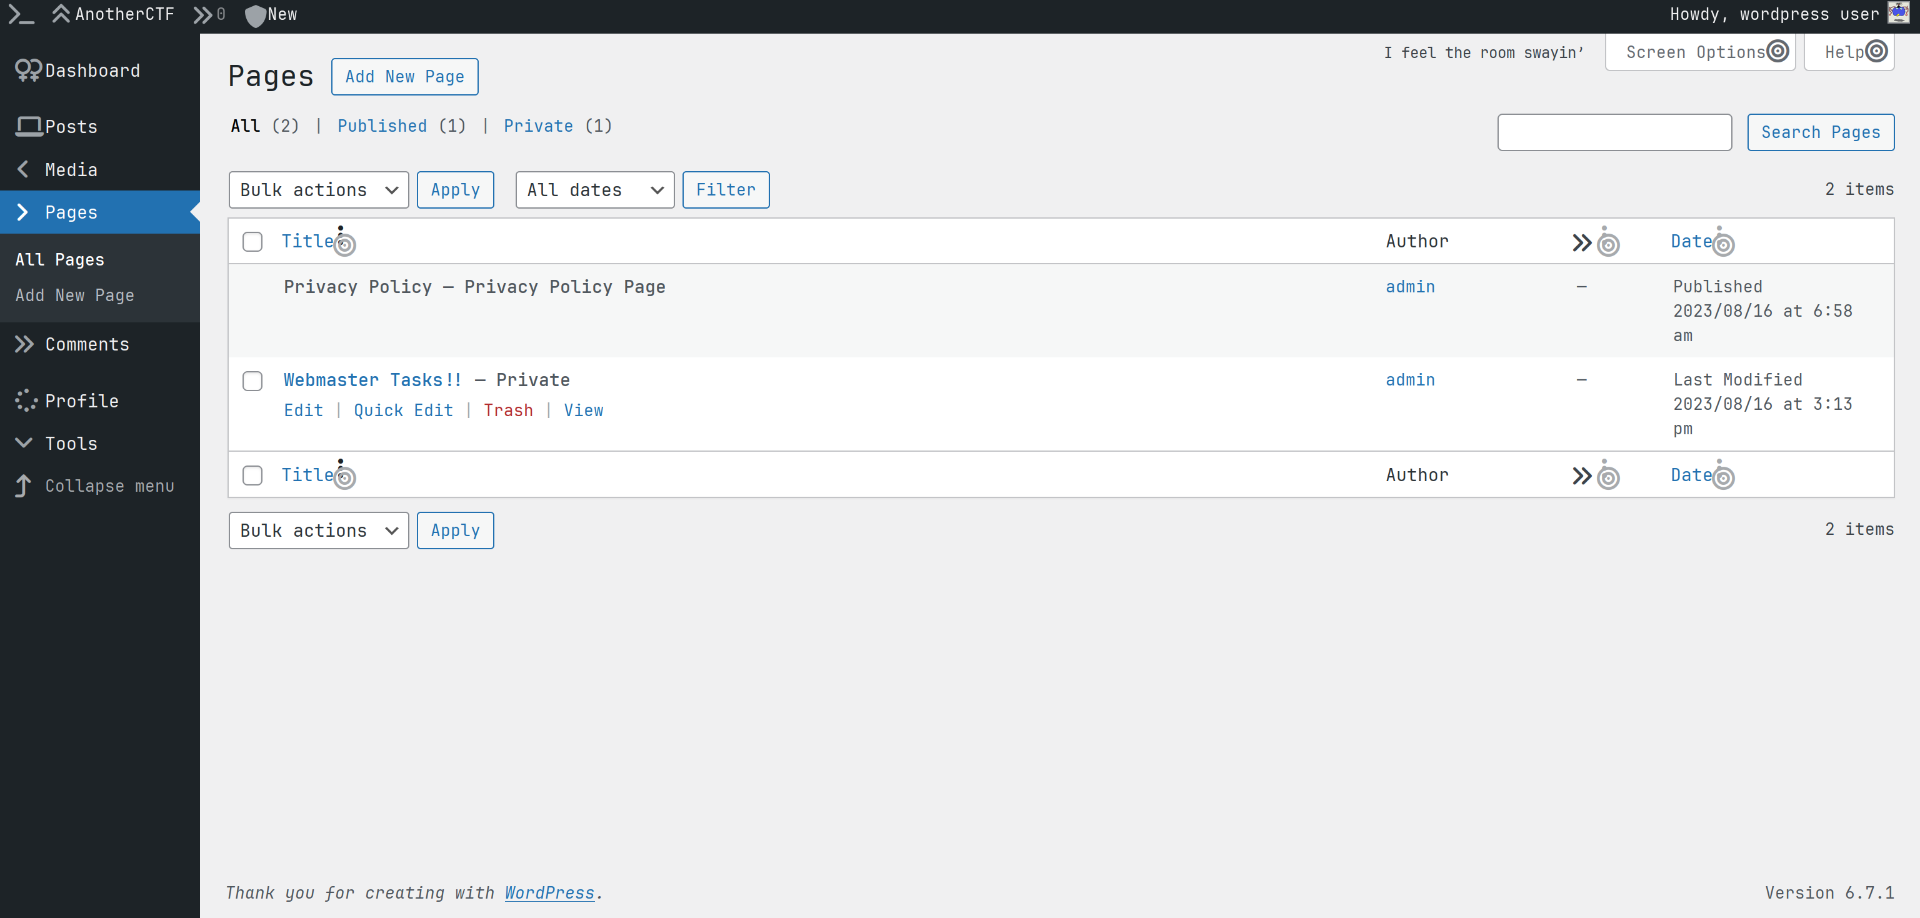 AnotherCTF 0 New Howdy, wordpress user
Dashboard
Posts
Media
Pages
All Pages
Add New Page
Comments
Profile
Tools
Collapse menu
I feel the room swayin’ Screen Options Help
Pages Add New Page
All (2) | Published (1) | Private (1)
Search Pages
Bulk actions Apply All dates Filter 2 items
Title Author Date
Privacy Policy — Privacy Policy Page admin — Published
2023/08/16 at 6:58
am
Webmaster Tasks!! — Private admin — Last Modified
Edit | Quick Edit | Trash | View 2023/08/16 at 3:13
pm
Title Author Date
Bulk actions Apply 2 items
Thank you for creating with WordPress. Version 6.7.1